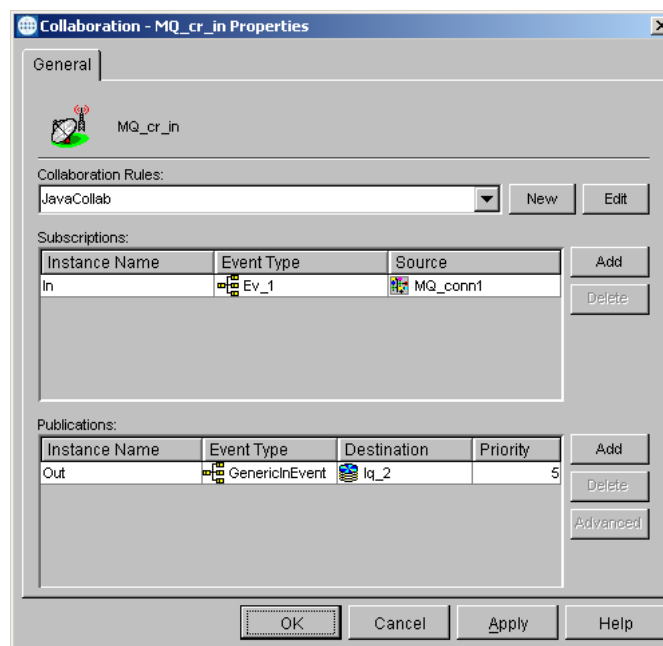 Collaboration - MQ_cr_in Properties
General
MQ_cr_in
Collaboration Rules:
JavaCollab New Edit
Subscriptions:
Instance Name Event Type Source Add
In Ev_1 MQ_conn1
Delete
Publications:
Instance Name Event Type Destination Priority Add
Out GenericInEvent Iq_2 5
Delete
Advanced
OK Cancel Apply Help